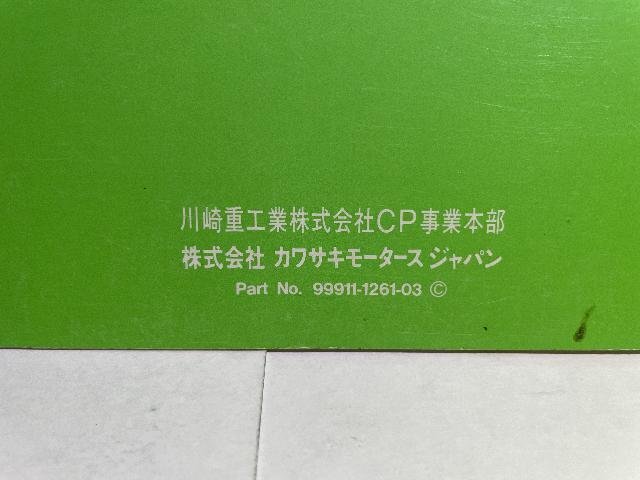 川崎重工業株式会社CP事業本部
株式会社 カワサキモータースジャパン
Part No. 99911-1261-03 ©